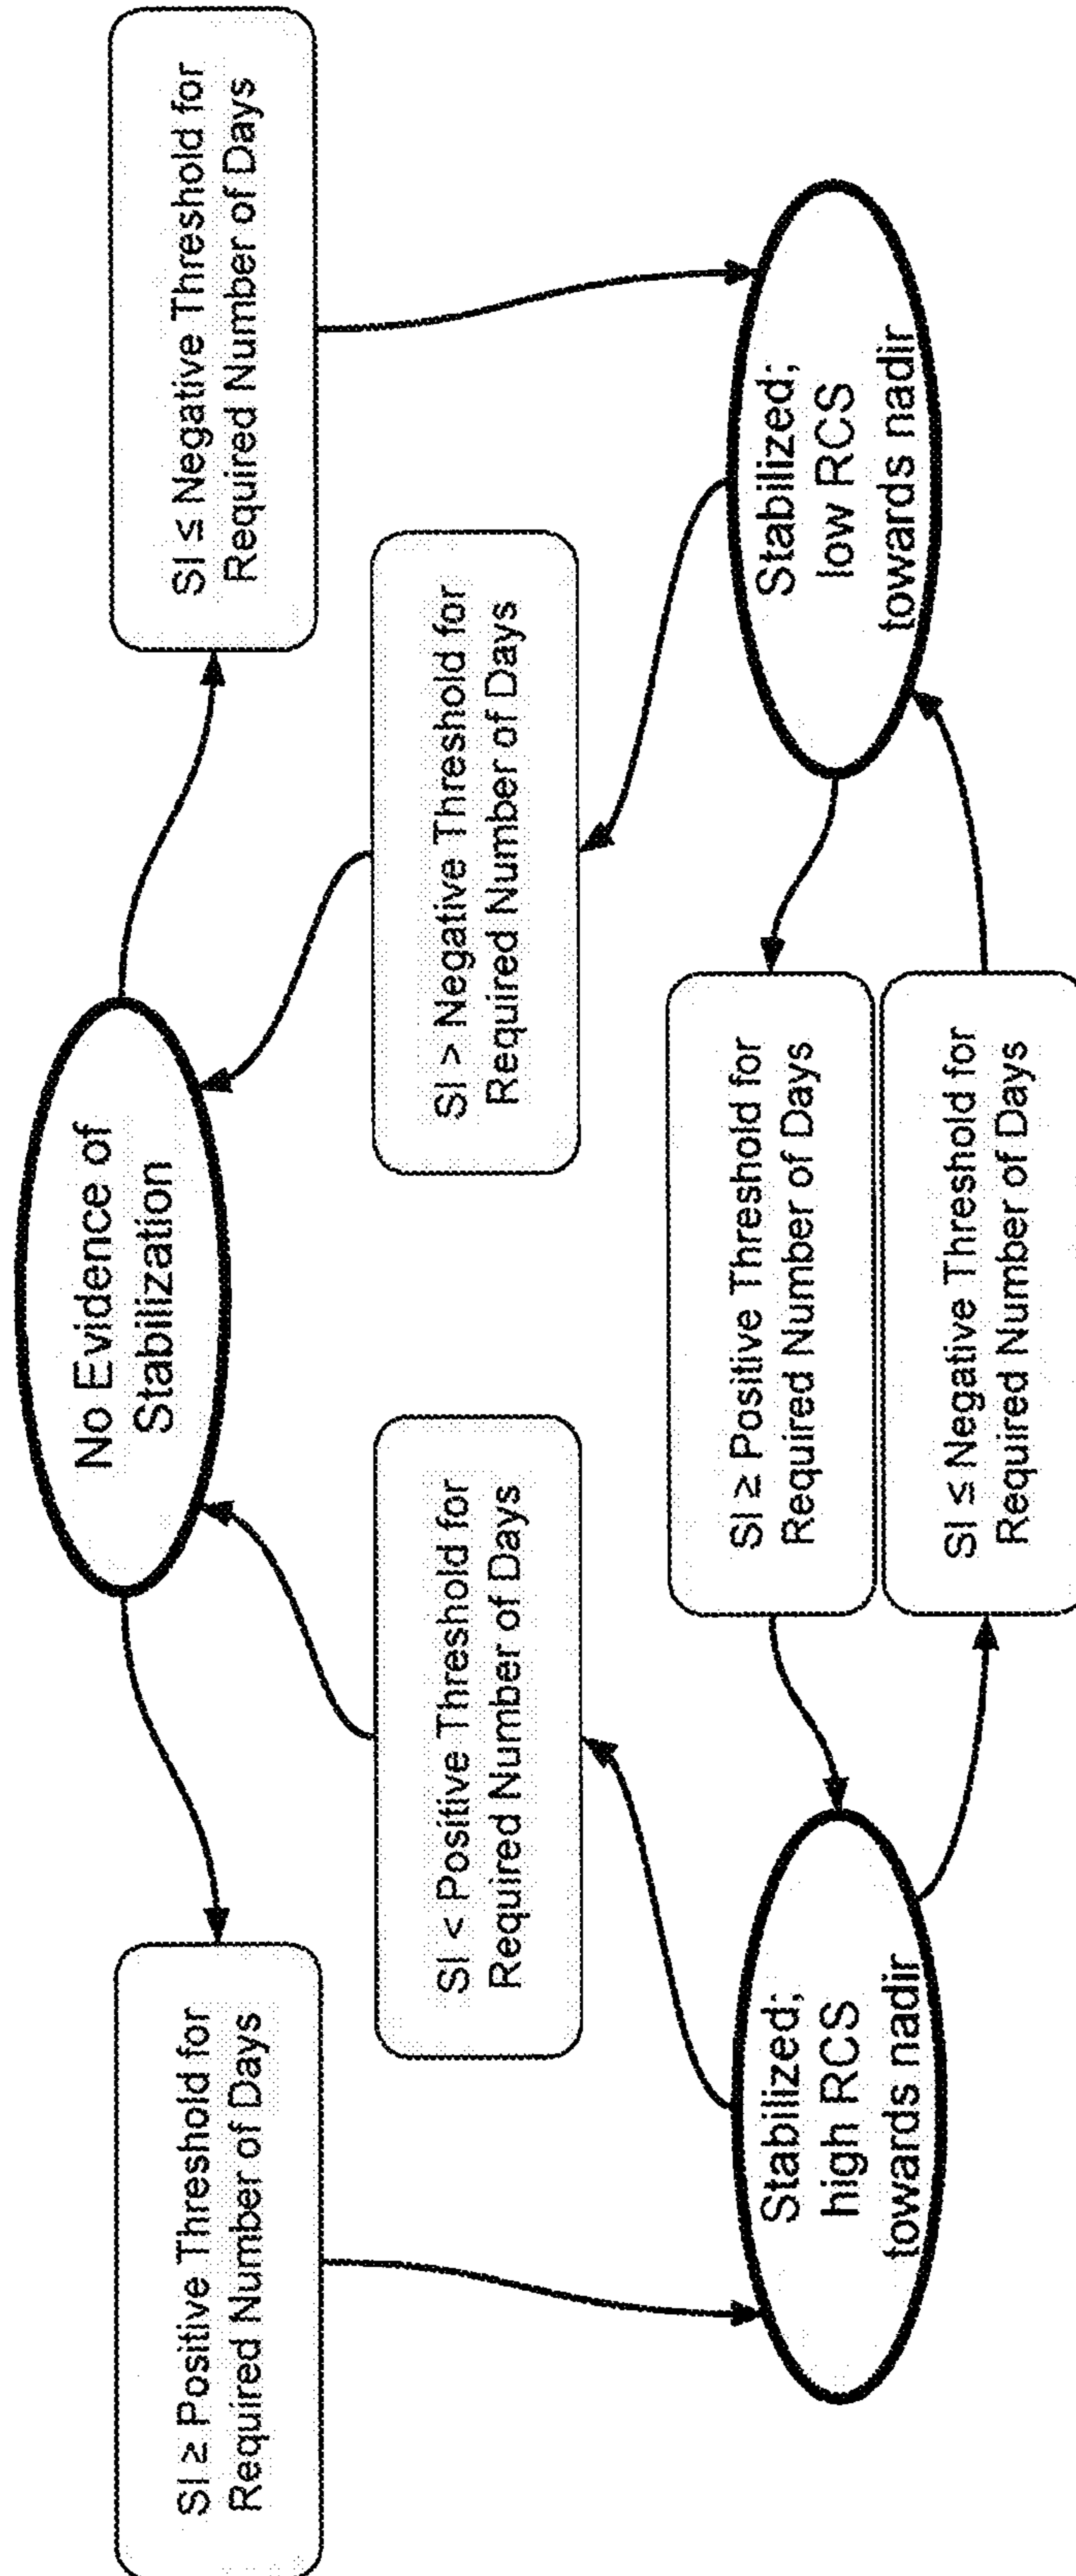 No Evidence of
Stabilization
SI ≥ Positive Threshold for
Required Number of Days
SI ≤ Negative Threshold for
Required Number of Days
SI < Positive Threshold for
Required Number of Days
SI > Negative Threshold for
Required Number of Days
SI ≥ Positive Threshold for
Required Number of Days
SI ≤ Negative Threshold for
Required Number of Days
Stabilized;
high RCS
towards nadir
Stabilized;
low RCS
towards nadir